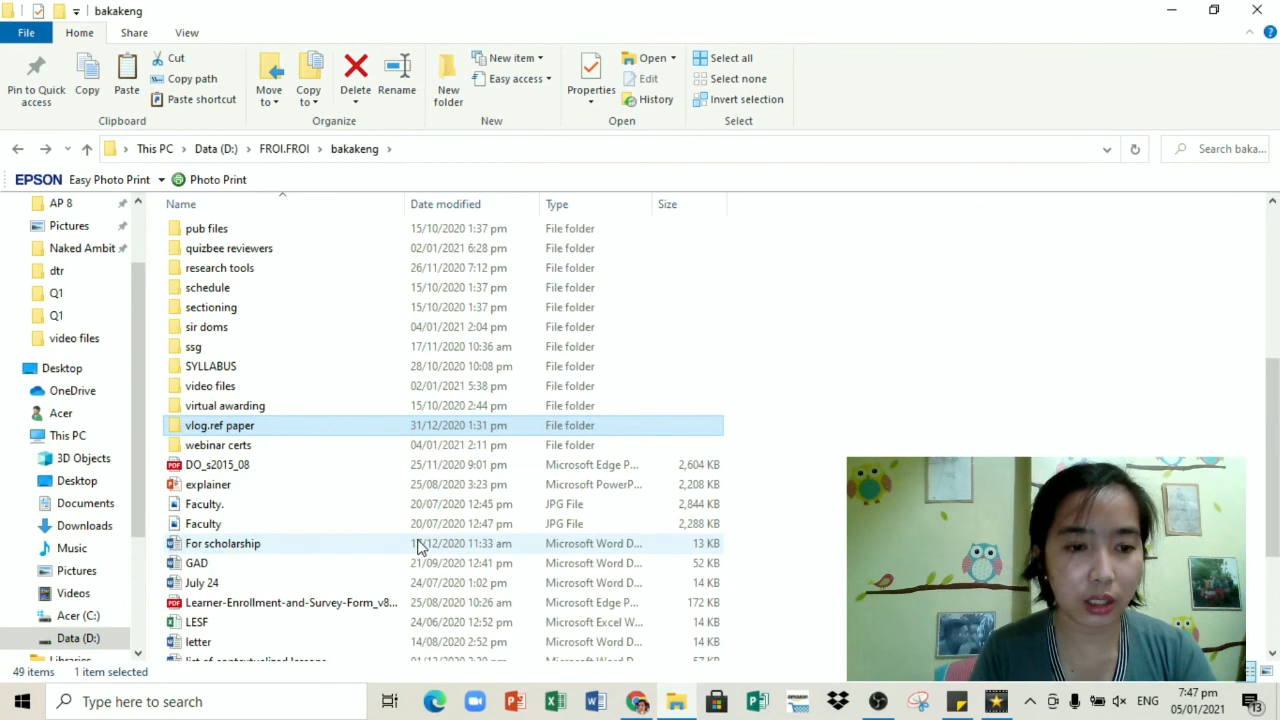 bakakeng
File Home Share View
Pin to Quick access
Copy
Paste
Cut
Copy path
Paste shortcut
Clipboard
Move to
Copy to
Delete
Rename
Organize
New folder
New item
Easy access
New
Properties
Open
Edit
History
Open
Select all
Select none
Invert selection
Select
This PC > Data (D:) > FROI.FROI > bakakeng >
Search baka...
EPSON Easy Photo Print Photo Print
AP 8
Pictures
Naked Ambit
dtr
Q1
Q1
video files
Desktop
OneDrive
Acer
This PC
3D Objects
Desktop
Documents
Downloads
Music
Pictures
Videos
Acer (C:)
Data (D:)
Libraries
Name Date modified Type Size
pub files 15/10/2020 1:37 pm File folder
quizbee reviewers 02/01/2021 6:28 pm File folder
research tools 26/11/2020 7:12 pm File folder
schedule 15/10/2020 1:37 pm File folder
sectioning 15/10/2020 1:37 pm File folder
sir doms 04/01/2021 2:04 pm File folder
ssg 17/11/2020 10:36 am File folder
SYLLABUS 28/10/2020 10:08 pm File folder
video files 02/01/2021 5:38 pm File folder
virtual awarding 15/10/2020 2:44 pm File folder
vlog.ref paper 31/12/2020 1:31 pm File folder
webinar certs 04/01/2021 2:11 pm File folder
PDF DO_s2015_08 25/11/2020 9:01 pm Microsoft Edge P... 2,604 KB
explainer 25/08/2020 3:23 pm Microsoft PowerP... 2,208 KB
Faculty. 20/07/2020 12:45 pm JPG File 2,844 KB
Faculty 20/07/2020 12:47 pm JPG File 2,288 KB
For scholarship /12/2020 11:33 am Microsoft Word D... 13 KB
GAD 21/09/2020 12:41 pm Microsoft Word D... 52 KB
July 24 24/07/2020 1:02 pm Microsoft Word D... 14 KB
PDF Learner-Enrollment-and-Survey-Form_v8... 25/08/2020 10:26 am Microsoft Edge P... 172 KB
LESF 24/06/2020 12:52 pm Microsoft Excel W... 14 KB
letter 14/08/2020 2:52 pm Microsoft Word D... 14 KB
list of contextualized lessons
49 items 1 item selected
Type here to search
ENG
7:47 pm
05/01/2021
13